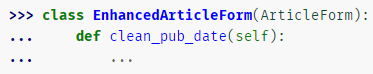 >>> class EnhancedArticleForm(ArticleForm):
...     def clean_pub_date(self):
...         ...